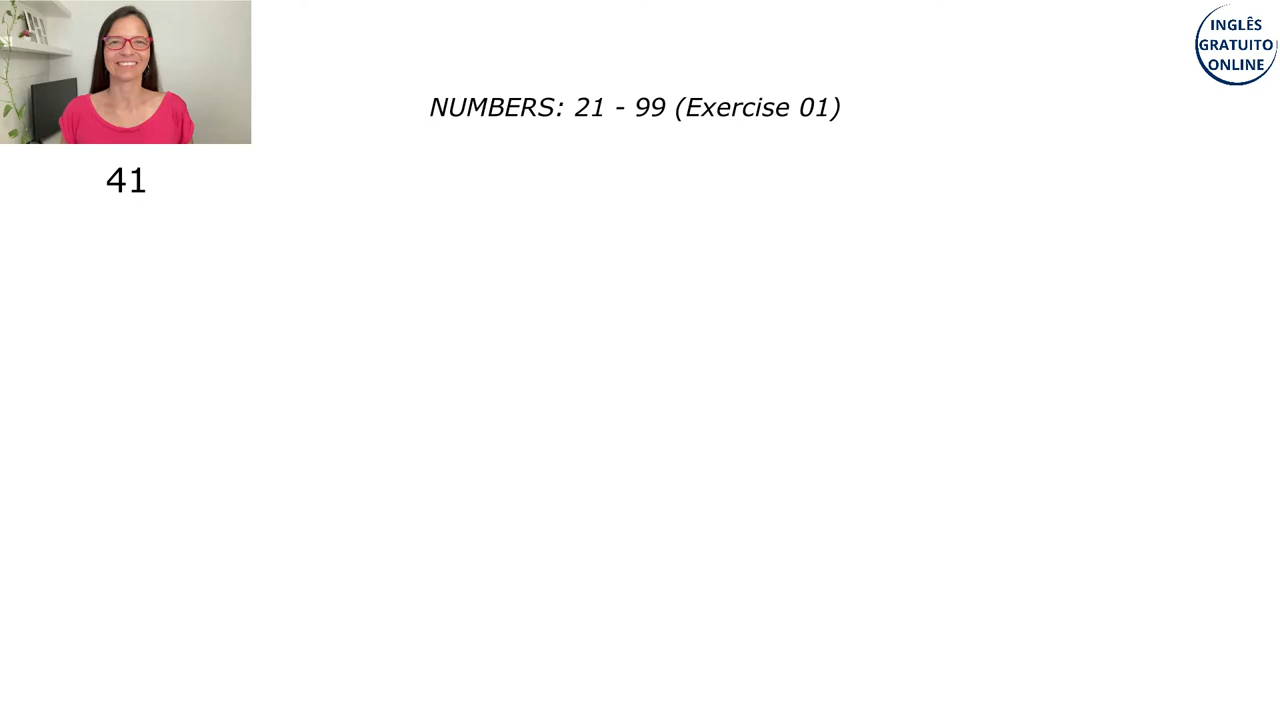 INGLÊS
GRATUITO
ONLINE
NUMBERS: 21 - 99 (Exercise 01)
41